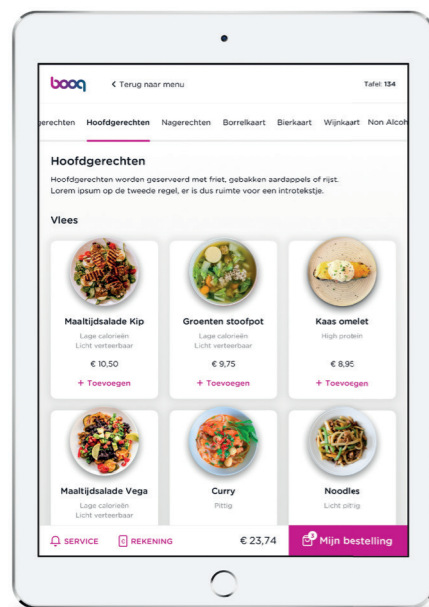 booq
< Terug naar menu
Tafel: 134
gerechten Hoofdgerechten Nagerechten Borrelkaart Bierkaart Wijnkaart Non Alcoh
Hoofdgerechten
Hoofdgerechten worden geserveerd met friet, gebakken aardappels of rijst.
Lorem ipsum op de tweede regel, er is dus ruimte voor een introtekstje.
Vlees
Maaltijdsalade Kip
Lage calorieën
Licht verteerbaar
€ 10,50
+ Toevoegen
Groenten stoofpot
Lage calorieën
Licht verteerbaar
€ 9,75
+ Toevoegen
Kaas omelet
High protein
€ 8,95
+ Toevoegen
Maaltijdsalade Vega
Lage calorieën
Licht verteerbaar
Curry
Pittig
Noodles
Licht pittig
SERVICE
REKENING
€ 23,74
3
Mijn bestelling